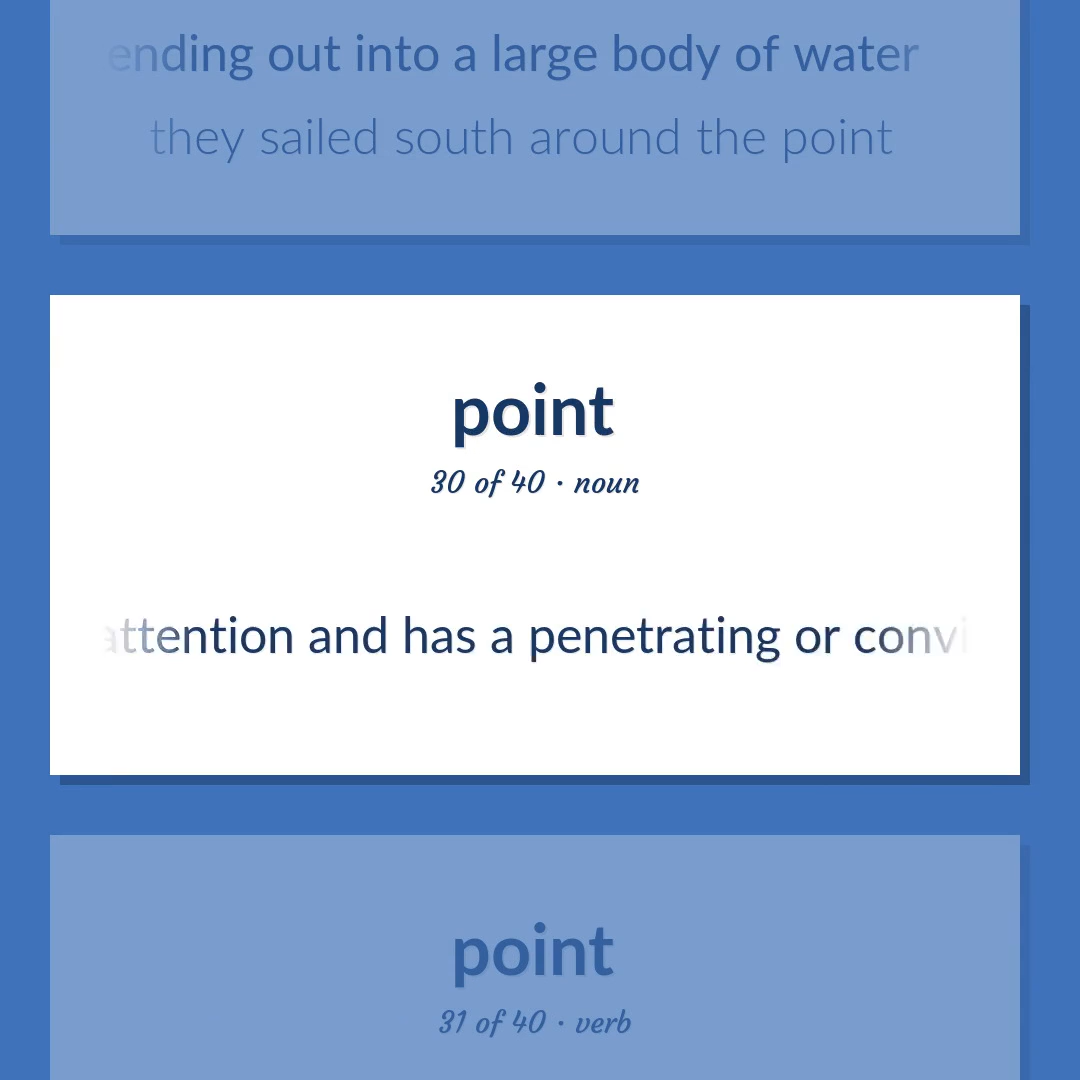 ending out into a large body of water
they sailed south around the point
point
30 of 40 · noun
attention and has a penetrating or convi
point
31 of 40 · verb